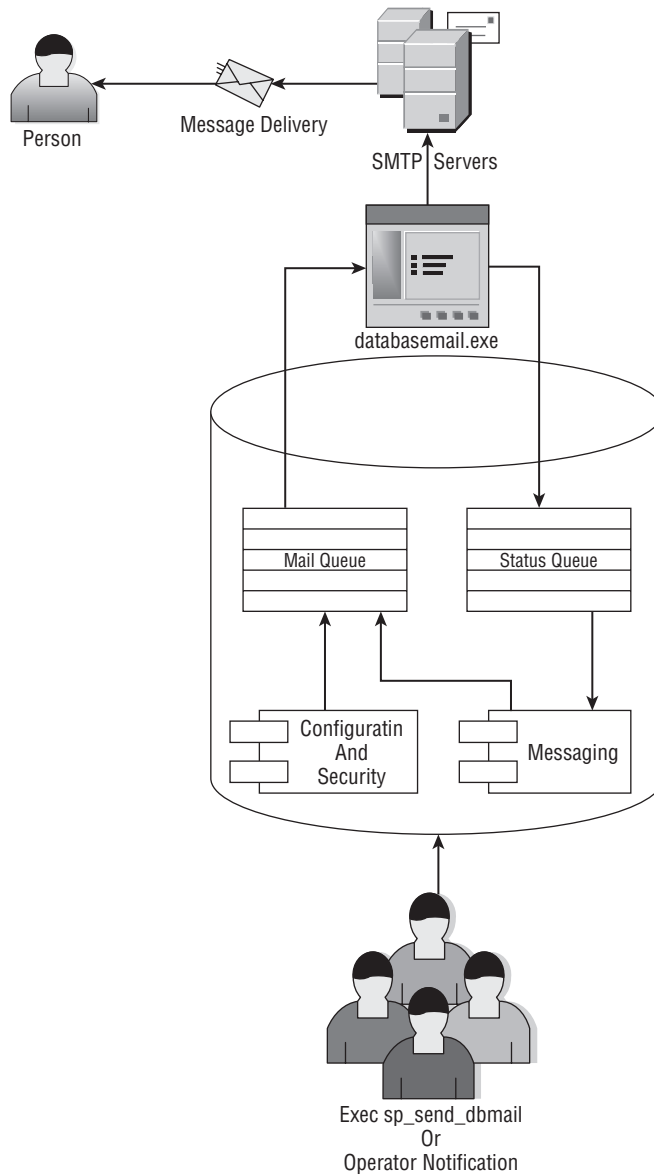 Person
Message Delivery
SMTP Servers
databasemail.exe
Mail Queue
Status Queue
Configuratin
And
Security
Messaging
Exec sp_send_dbmail
Or
Operator Notification